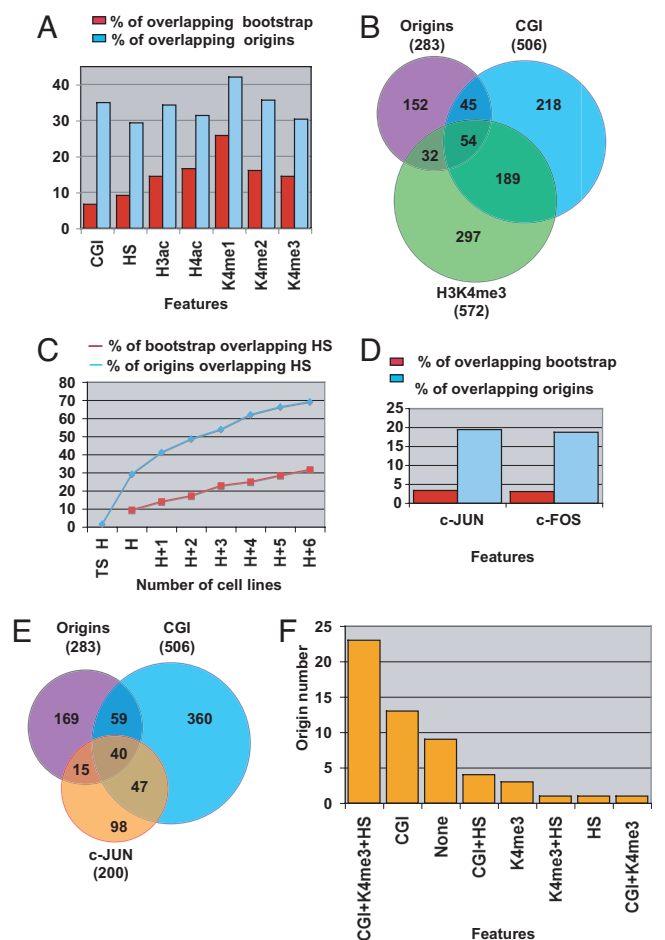 A
% of overlapping bootstrap
% of overlapping origins
40
30
20
10
0
CGI
HS
H3ac
H4ac
K4me1
K4me2
K4me3
Features
B
Origins
(283)
CGI
(506)
152
45
218
54
32
189
297
H3K4me3
(572)
C
% of bootstrap overlapping HS
% of origins overlapping HS
80
70
60
50
40
30
20
10
0
TS H
H
H+1
H+2
H+3
H+4
H+5
H+6
Number of cell lines
D
% of overlapping bootstrap
% of overlapping origins
25
20
15
10
5
0
c-JUN
c-FOS
Features
E
Origins
(283)
CGI
(506)
169
59
360
40
15
47
98
c-JUN
(200)
F
Origin number
25
20
15
10
5
0
CGI+K4me3+HS
CGI
None
CGI+HS
K4me3
K4me3+HS
HS
CGI+K4me3
Features